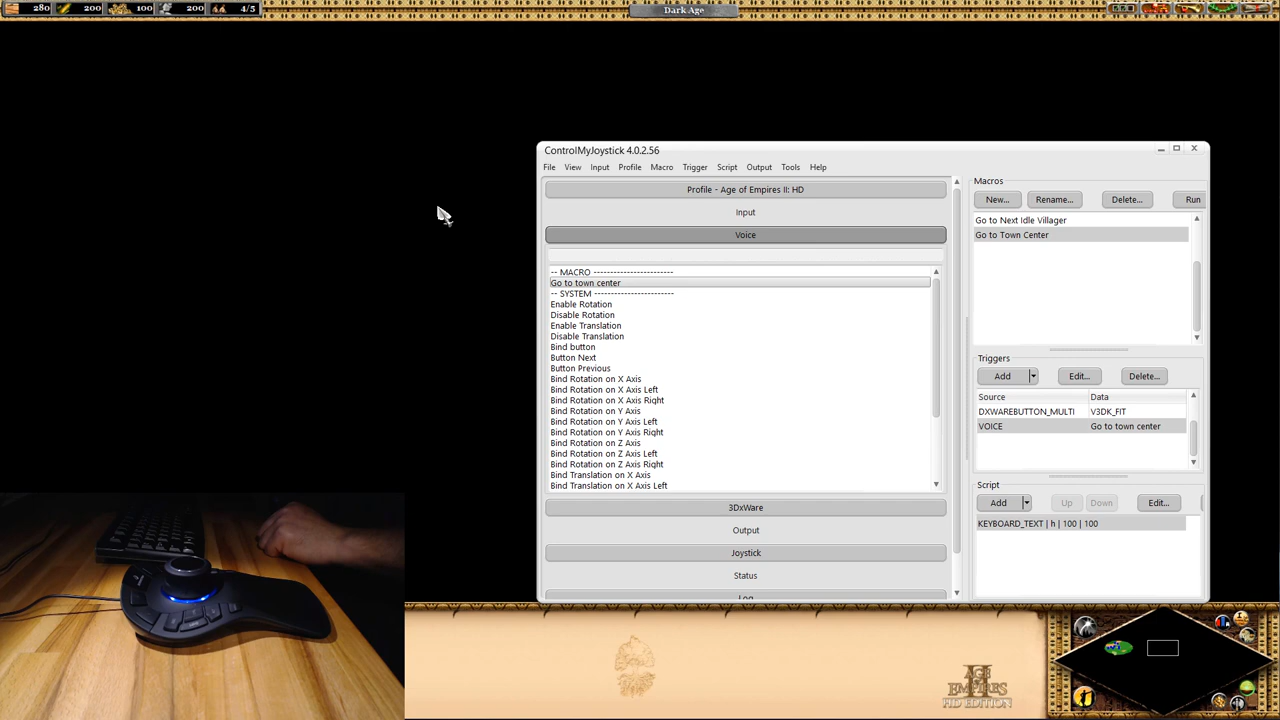 280 200 100 200 4/5
Dark Age
ControlMyJoystick 4.0.2.56
File View Input Profile Macro Trigger Script Output Tools Help
Profile - Age of Empires II: HD
Input
Voice
-- MACRO -----------------------
Go to town center
-- SYSTEM -----------------------
Enable Rotation
Disable Rotation
Enable Translation
Disable Translation
Bind button
Button Next
Button Previous
Bind Rotation on X Axis
Bind Rotation on X Axis Left
Bind Rotation on X Axis Right
Bind Rotation on Y Axis
Bind Rotation on Y Axis Left
Bind Rotation on Y Axis Right
Bind Rotation on Z Axis
Bind Rotation on Z Axis Left
Bind Rotation on Z Axis Right
Bind Translation on X Axis
Bind Translation on X Axis Left
3DxWare
Output
Joystick
Status
Log
Macros
New... Rename... Delete... Run
Go to Next Idle Villager
Go to Town Center
Triggers
Add Edit... Delete...
Source Data
DXWAREBUTTON_MULTI V3DK_FIT
VOICE Go to town center
Script
Add Up Down Edit...
KEYBOARD_TEXT | h | 100 | 100
AGE OF
EMPIRES
II
HD EDITION